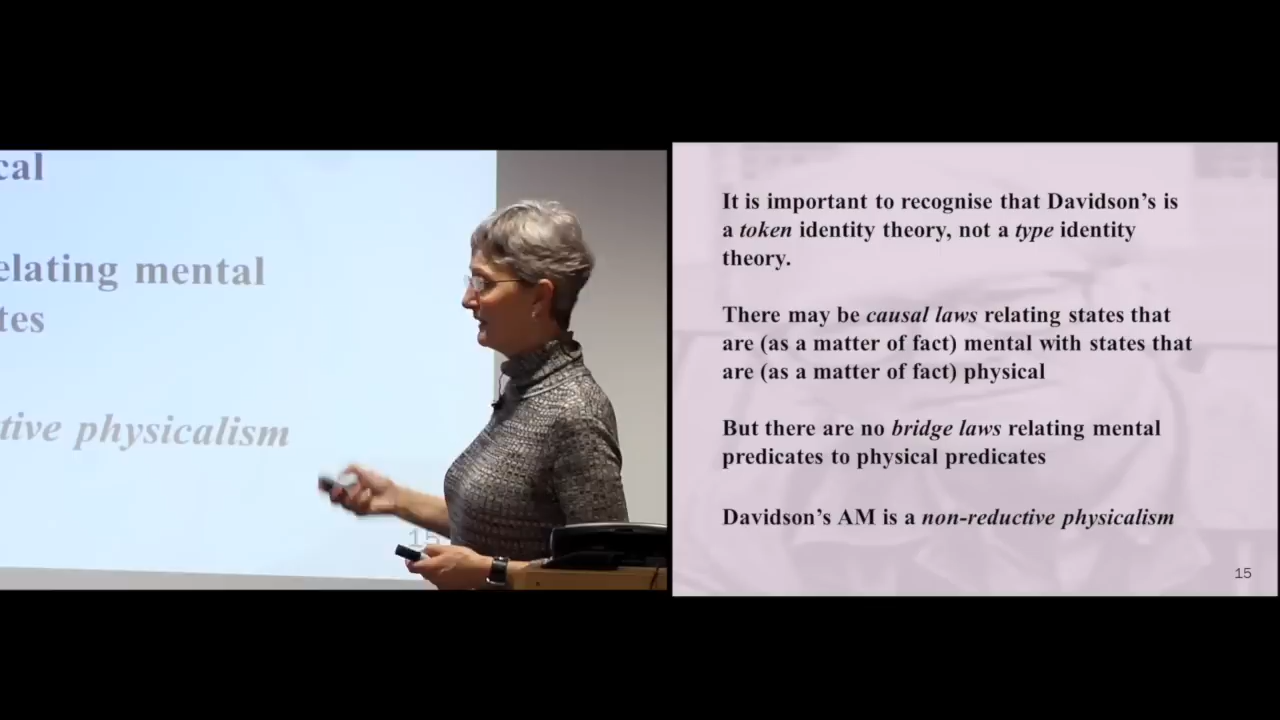 cal
elating mental
tes
tive physicalism
15
It is important to recognise that Davidson's is
a token identity theory, not a type identity
theory.
There may be causal laws relating states that
are (as a matter of fact) mental with states that
are (as a matter of fact) physical
But there are no bridge laws relating mental
predicates to physical predicates
Davidson's AM is a non-reductive physicalism
15